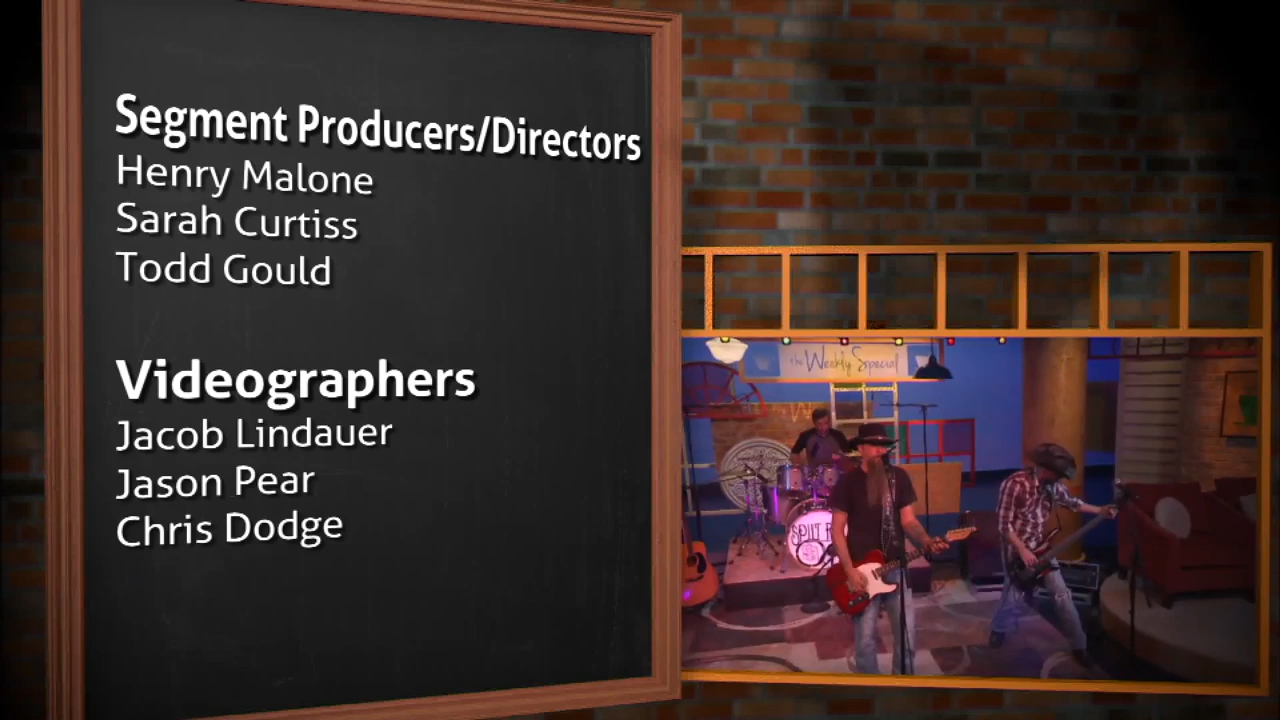 Segment Producers/Directors
Henry Malone
Sarah Curtiss
Todd Gould
Videographers
Jacob Lindauer
Jason Pear
Chris Dodge
the Weekly Special
SPILT